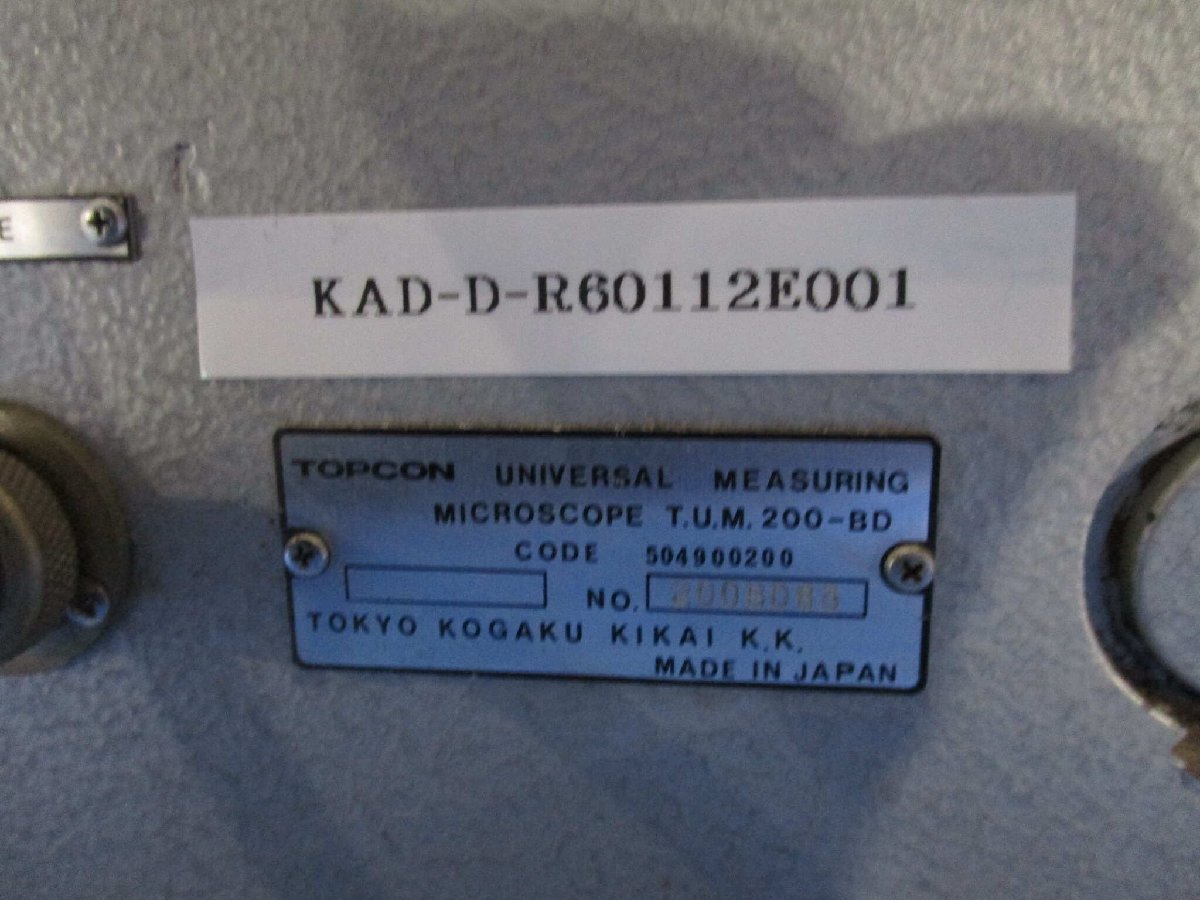 E
KAD-D-R60112E001
TOPCON UNIVERSAL MEASURING
MICROSCOPE T.U.M. 200-BD
CODE 504900200
NO.
TOKYO KOGAKU KIKAI K.K.
MADE IN JAPAN